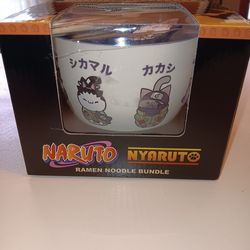 シカマル カカシ
NARUTO NYARUTO
RAMEN NOODLE BUNDLE